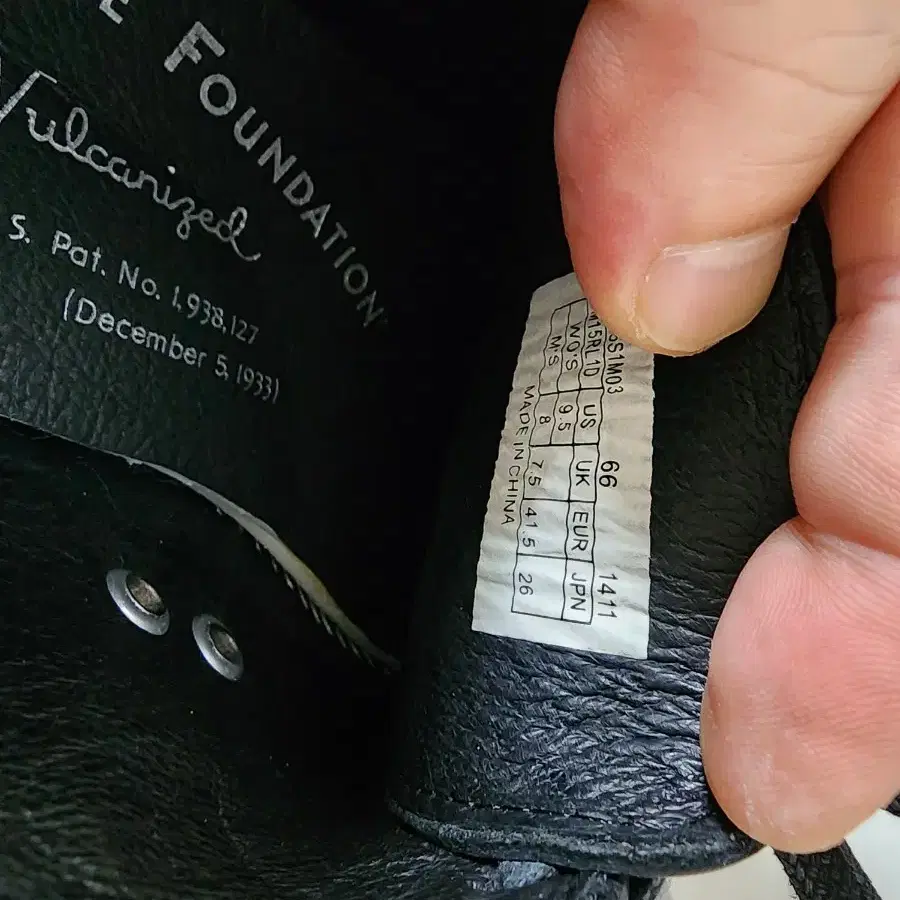 FOUNDATION
Vulcanized
S. Pat. No. 1,938,127
(December 5, 1933)
S1M03 66 1411
M15RL1D US UK EUR JPN
WO'S 9.5 7.5 41.5 26
M'S 8
MADE IN CHINA